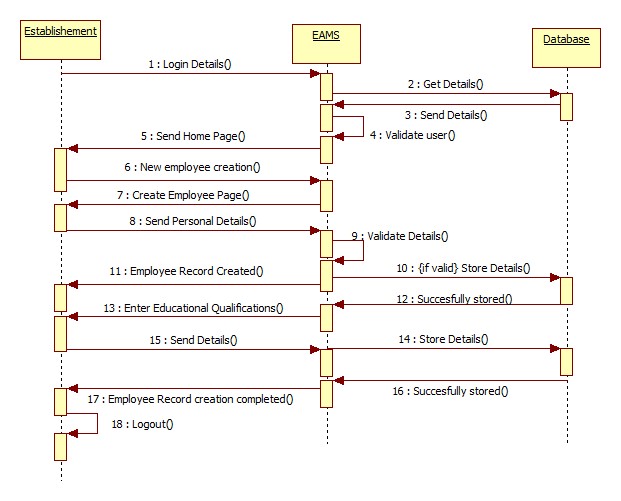 Establishement
EAMS
Database
1 : Login Details()
2 : Get Details()
3 : Send Details()
4 : Validate user()
5 : Send Home Page()
6 : New employee creation()
7 : Create Employee Page()
8 : Send Personal Details()
9 : Validate Details()
10 : {if valid} Store Details()
11 : Employee Record Created()
12 : Succesfully stored()
13 : Enter Educational Qualifications()
14 : Store Details()
15 : Send Details()
16 : Succesfully stored()
17 : Employee Record creation completed()
18 : Logout()